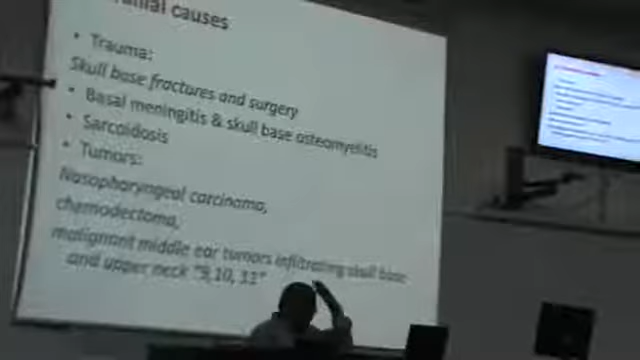 causes
• Trauma:
Skull base fractures and surgery
• Basal meningitis & skull base osteomyelitis
• Sarcoidosis
• Tumors:
Nasopharyngeal carcinoma,
chemodectoma,
malignant middle ear tumors infiltrating skull base
and upper neck "9,10, 11"